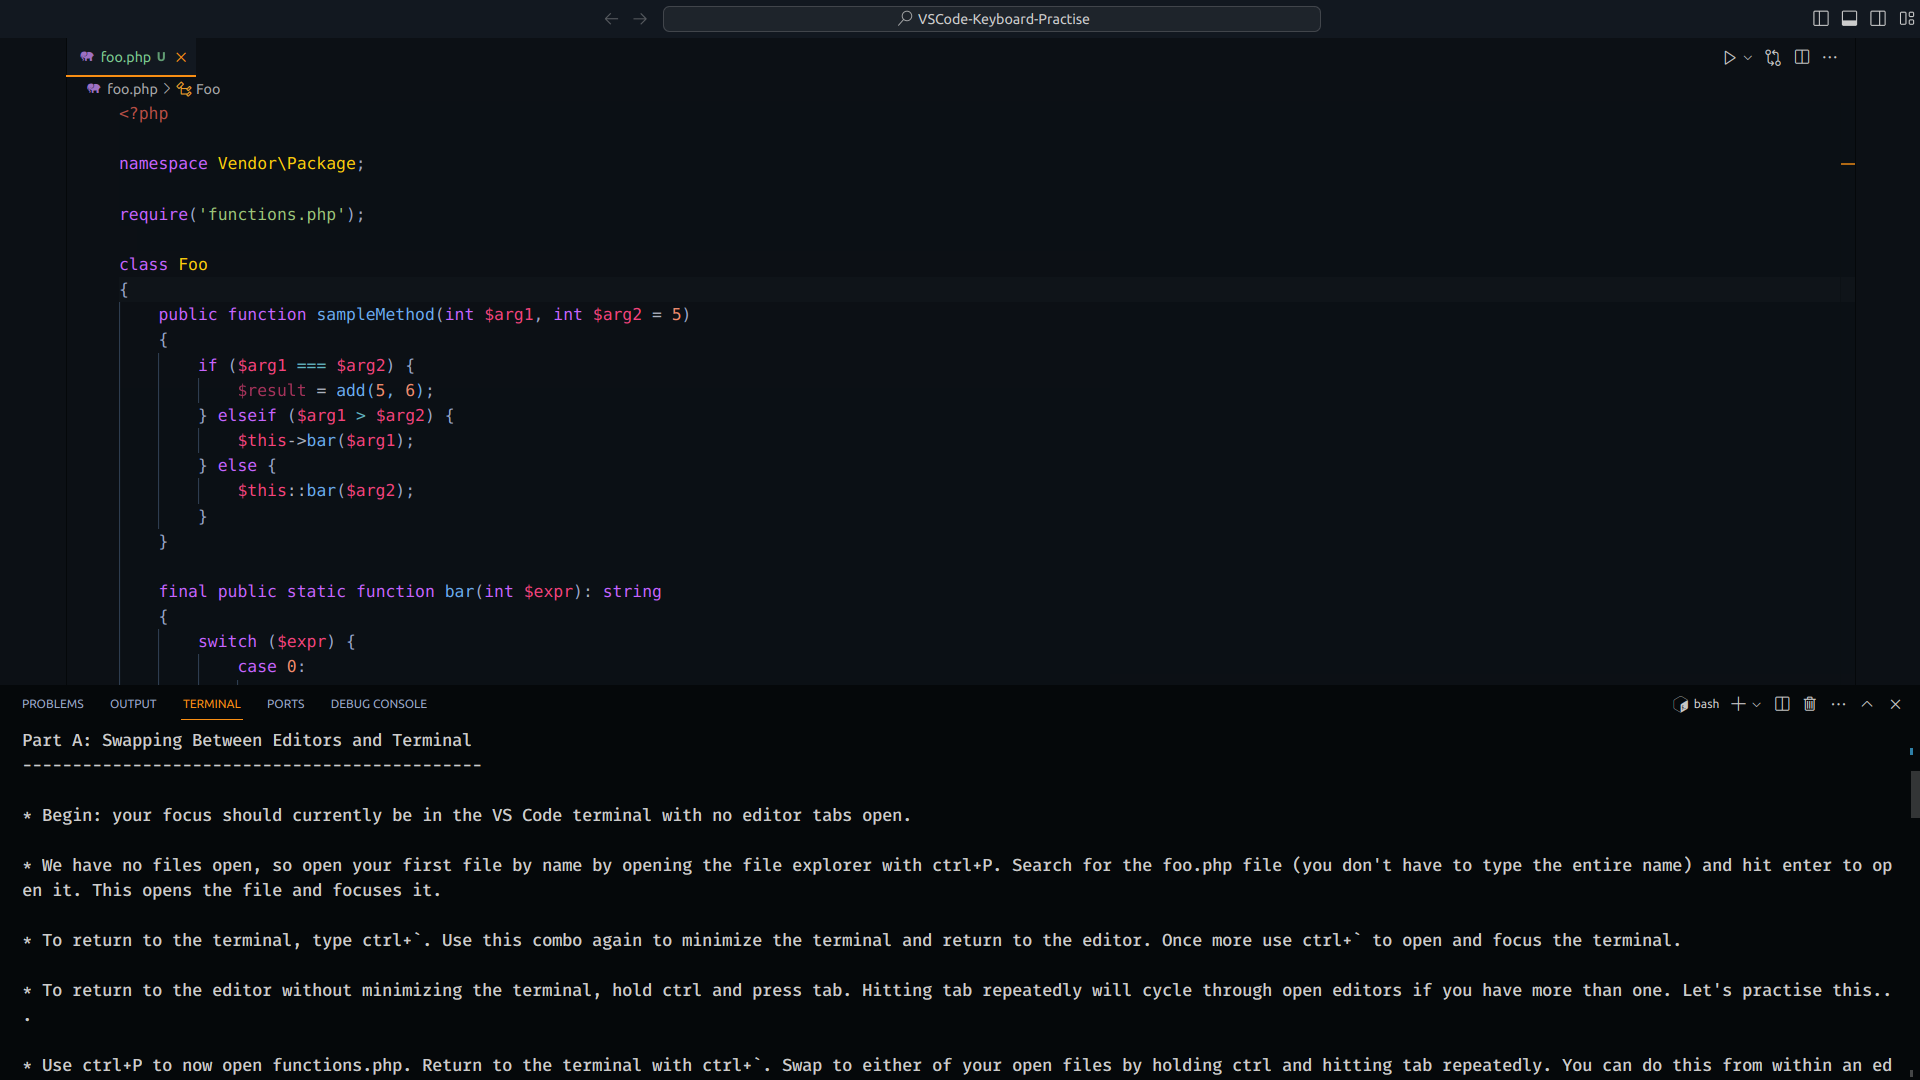 VSCode-Keyboard-Practise
foo.php U
foo.php > Foo
<?php
namespace Vendor\Package;
require('functions.php');
class Foo
{
public function sampleMethod(int $arg1, int $arg2 = 5)
{
if ($arg1 === $arg2) {
$result = add(5, 6);
} elseif ($arg1 > $arg2) {
$this->bar($arg1);
} else {
$this::bar($arg2);
}
}
final public static function bar(int $expr): string
{
switch ($expr) {
case 0:
PROBLEMS OUTPUT TERMINAL PORTS DEBUG CONSOLE bash
Part A: Swapping Between Editors and Terminal
----------------------------------------------
* Begin: your focus should currently be in the VS Code terminal with no editor tabs open.
* We have no files open, so open your first file by name by opening the file explorer with ctrl+P. Search for the foo.php file (you don't have to type the entire name) and hit enter to op
en it. This opens the file and focuses it.
* To return to the terminal, type ctrl+`. Use this combo again to minimize the terminal and return to the editor. Once more use ctrl+` to open and focus the terminal.
* To return to the editor without minimizing the terminal, hold ctrl and press tab. Hitting tab repeatedly will cycle through open editors if you have more than one. Let's practise this..
.
* Use ctrl+P to now open functions.php. Return to the terminal with ctrl+`. Swap to either of your open files by holding ctrl and hitting tab repeatedly. You can do this from within an ed